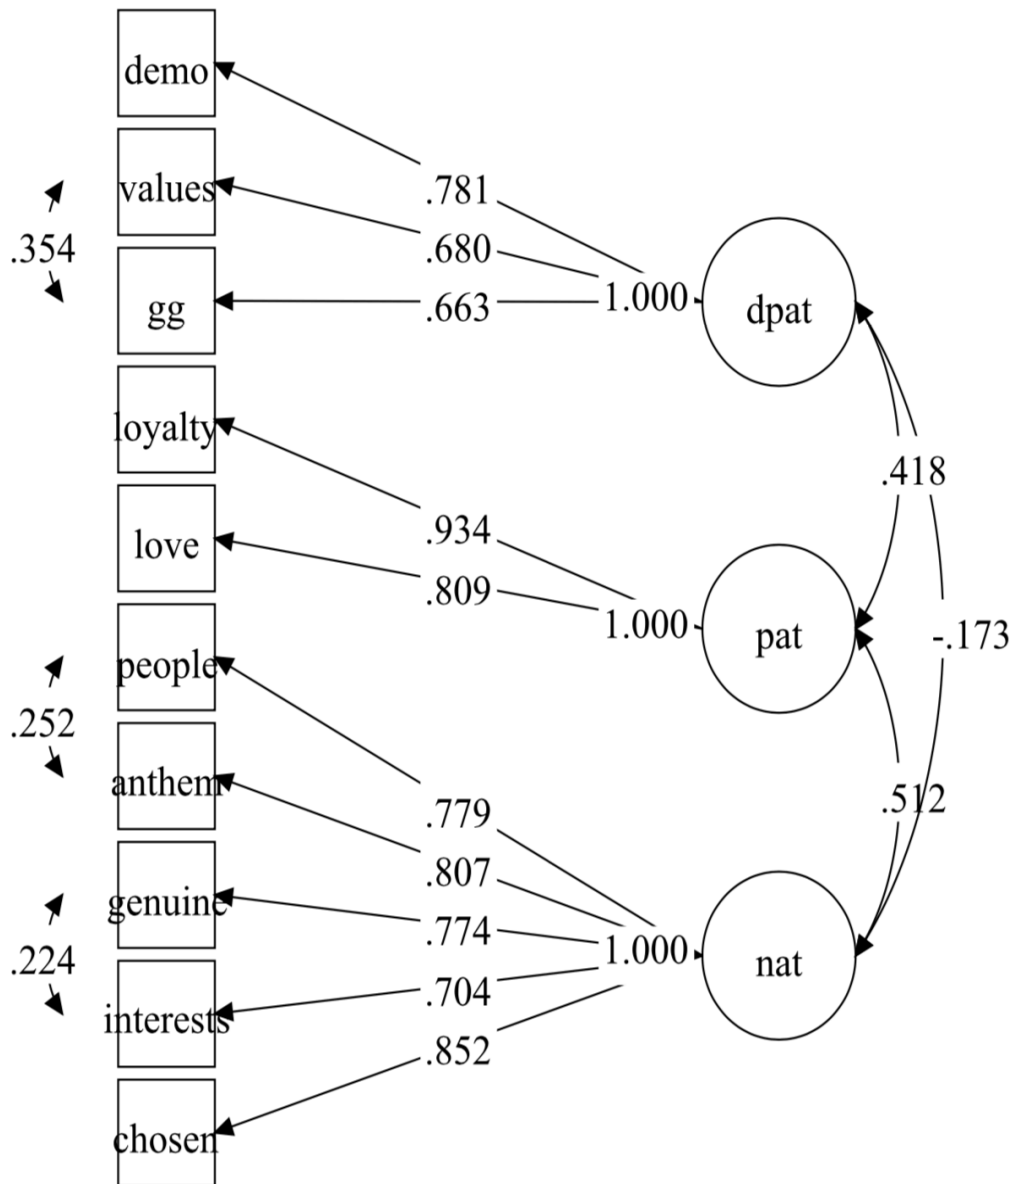 demo
.781
values
.680
.354
gg
.663
1.000
dpat
loyalty
.418
.934
love
.809
1.000
pat
-.173
people
.252
anthem
.779
.512
.807
genuine
.774
1.000
nat
.224
.704
interests
.852
chosen